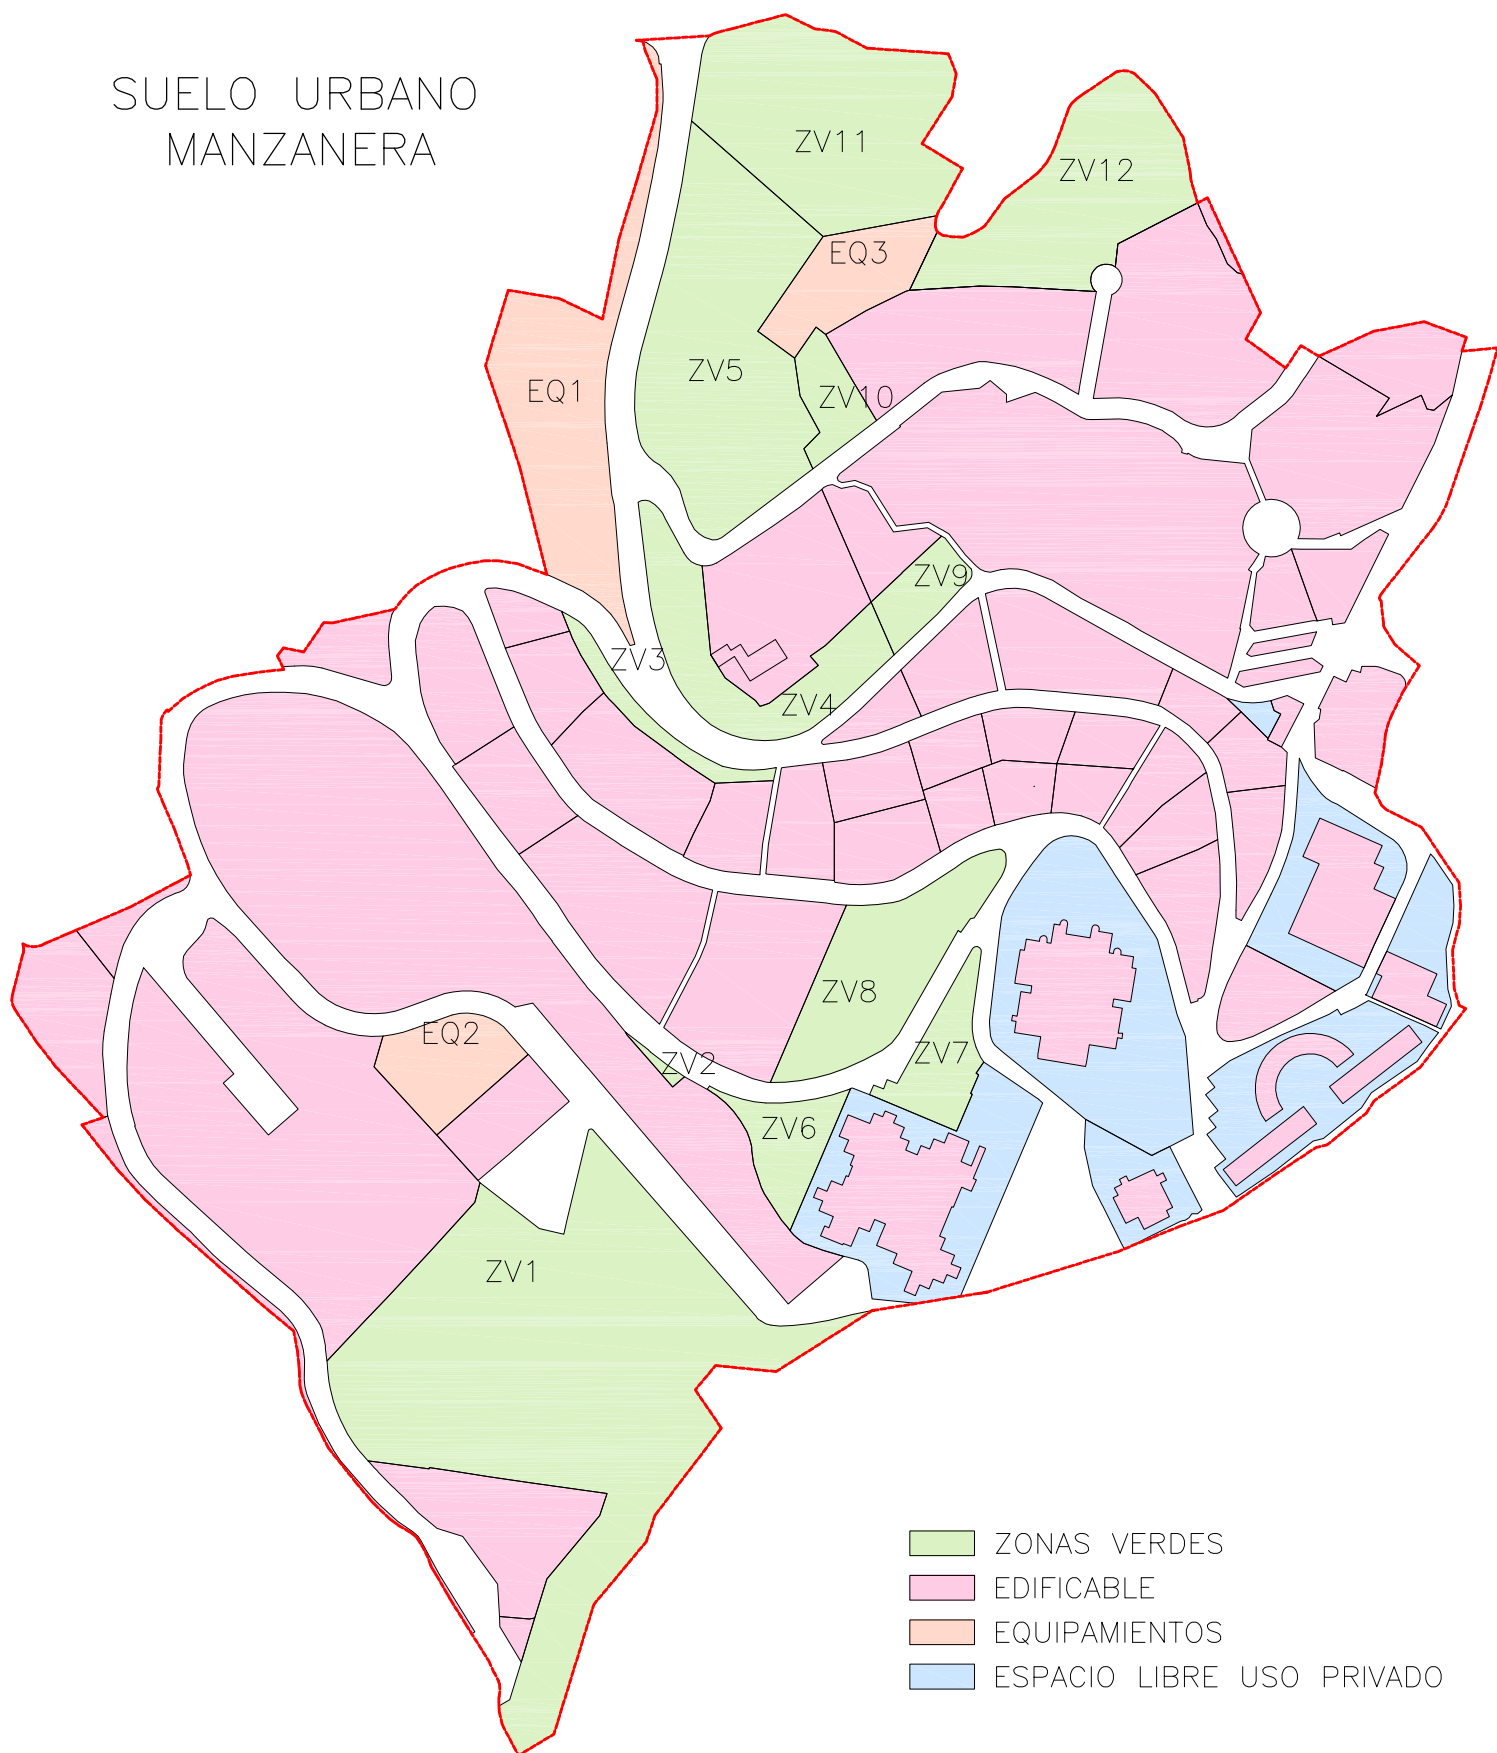 SUELO URBANO
MANZANERA
ZV11
ZV12
EQ3
ZV5
EQ1
ZV10
ZV9
ZV3
ZV4
ZV8
EQ2
ZV7
ZV2
ZV6
ZV1
ZONAS VERDES
EDIFICABLE
EQUIPAMIENTOS
ESPACIO LIBRE USO PRIVADO